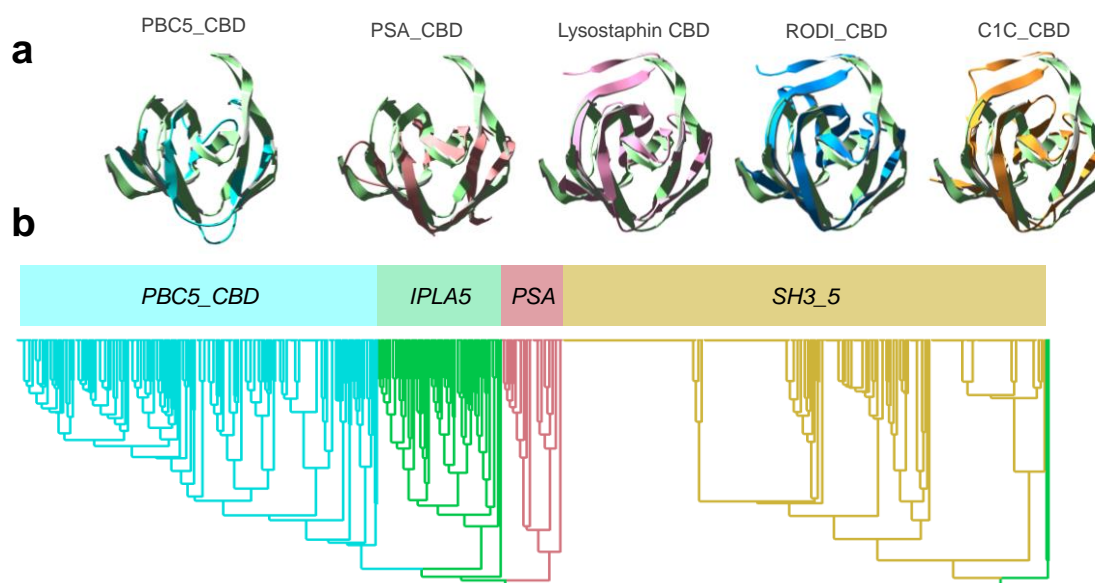 PBC5_CBD PSA_CBD Lysostaphin CBD RODI_CBD C1C_CBD
a
b
PBC5_CBD IPLA5 PSA SH3_5